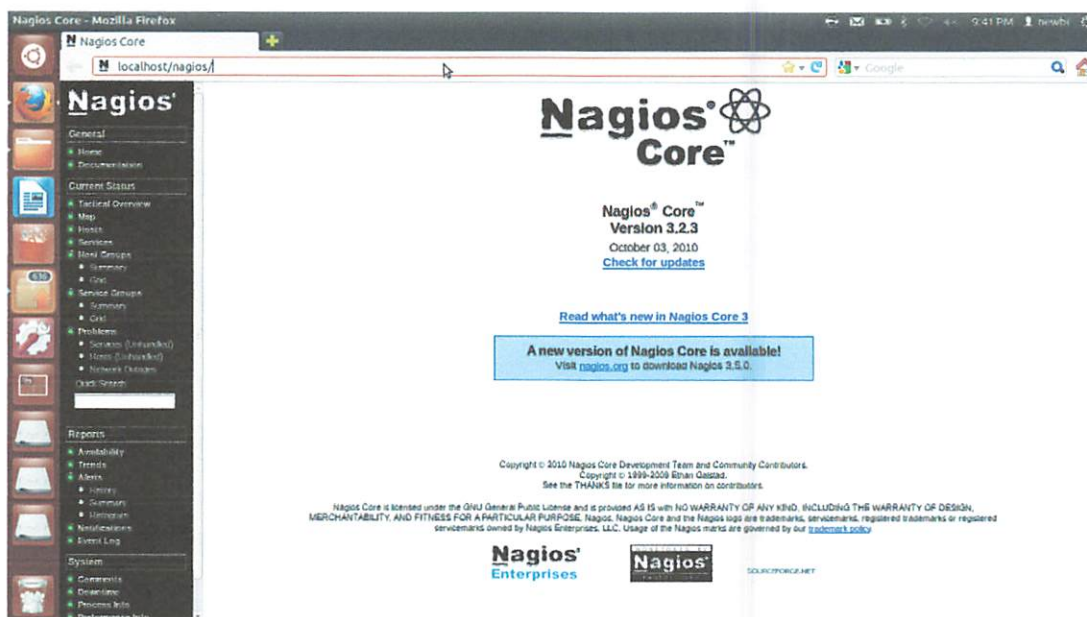 Nagios Core - Mozilla Firefox
9:41 PM
Nagios Core
localhost/nagios/
Google
Nagios®
General
Home
Documentation
Current Status
Tactical Overview
Map
Hosts
Services
Host Groups
Summary
Grid
Service Groups
Summary
Grid
Problems
Services (Unhandled)
Hosts (Unhandled)
Network Outages
Quick Search:
Reports
Availability
Trends
Alerts
History
Summary
Histogram
Notifications
Event Log
System
Comments
Downtime
Process Info
Performance Info
Nagios®
Core™
Nagios® Core™
Version 3.2.3
October 03, 2010
Check for updates
Read what's new in Nagios Core 3
A new version of Nagios Core is available!
Visit nagios.org to download Nagios 3.5.0.
Copyright © 2010 Nagios Core Development Team and Community Contributors.
Copyright © 1999-2009 Ethan Galstad.
See the THANKS file for more information on contributors.
Nagios Core is licensed under the GNU General Public License and is provided AS IS with NO WARRANTY OF ANY KIND, INCLUDING THE WARRANTY OF DESIGN,
MERCHANTABILITY, AND FITNESS FOR A PARTICULAR PURPOSE. Nagios, Nagios Core and the Nagios logo are trademarks, servicemarks, registered trademarks or registered
servicemarks owned by Nagios Enterprises, LLC. Usage of the Nagios marks are governed by our trademark policy.
Nagios®
Enterprises
Nagios®
SOURCEFORGE.NET